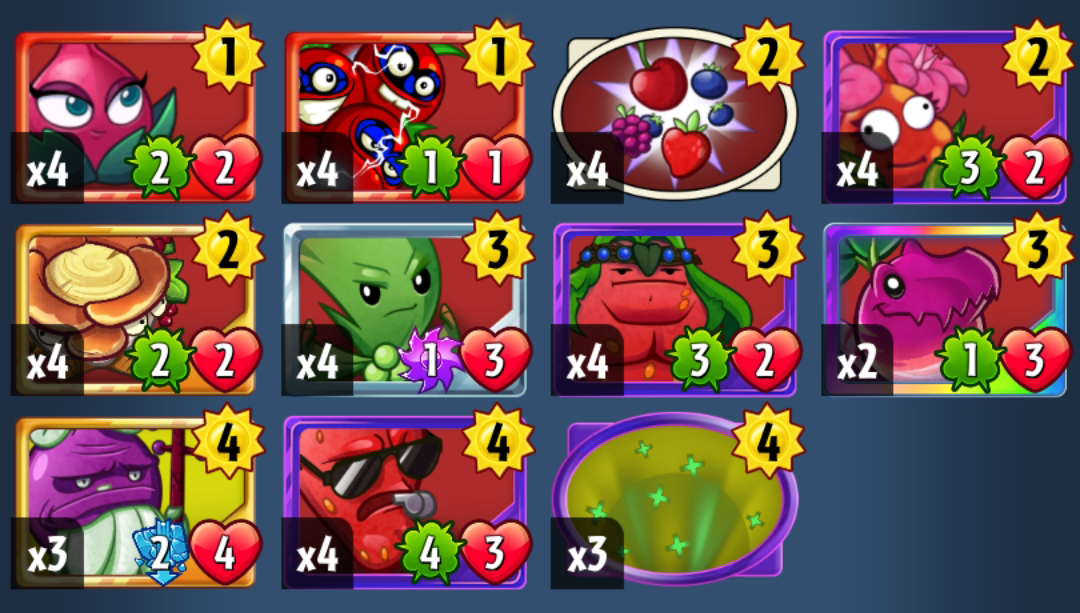 1 1 2 2
x4 2 2 x4 1 1 x4 x4 3 2
2 3 3 3
x4 2 2 x4 1 3 x4 3 2 x2 1 3
4 4 4
x3 2 4 x4 4 3 x3